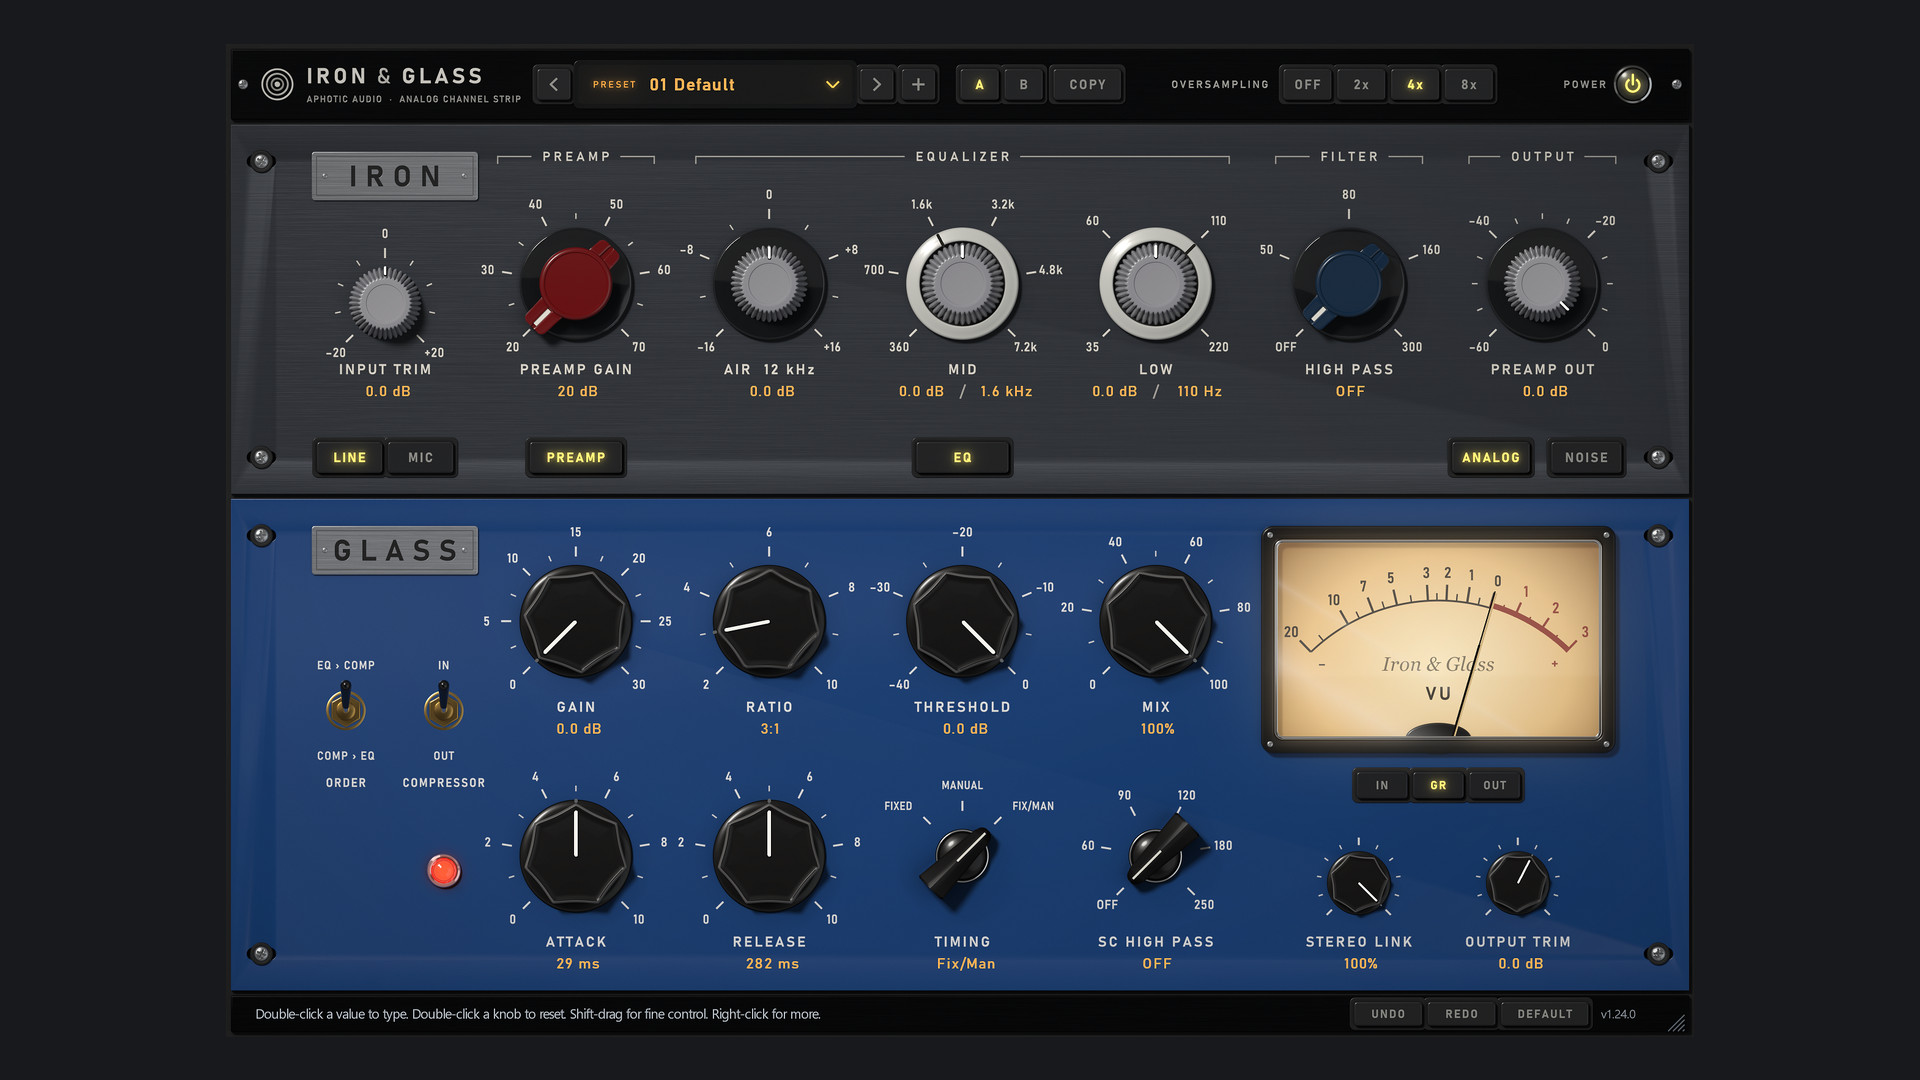 IRON & GLASS
APHOTIC AUDIO · ANALOG CHANNEL STRIP
PRESET 01 Default
+
A B COPY
OVERSAMPLING OFF 2x 4x 8x
POWER
IRON
PREAMP
EQUALIZER
FILTER
OUTPUT
-20 0 +20
INPUT TRIM
0.0 dB
20 30 40 50 60 70
PREAMP GAIN
20 dB
-16 -8 0 +8 +16
AIR 12 kHz
0.0 dB
360 700 1.6k 3.2k 4.8k 7.2k
MID
0.0 dB / 1.6 kHz
35 60 110 220
LOW
0.0 dB / 110 Hz
OFF 50 80 160 300
HIGH PASS
OFF
-60 -40 -20 0
PREAMP OUT
0.0 dB
LINE MIC
PREAMP
EQ
ANALOG
NOISE
GLASS
EQ › COMP
COMP › EQ
ORDER
IN
OUT
COMPRESSOR
0 5 10 15 20 25 30
GAIN
0.0 dB
2 4 6 8 10
RATIO
3:1
-40 -30 -20 -10 0
THRESHOLD
0.0 dB
0 20 40 60 80 100
MIX
100%
20 10 7 5 3 2 1 0 1 2 3
- +
Iron & Glass
VU
IN GR OUT
0 2 4 6 8 10
ATTACK
29 ms
0 2 4 6 8 10
RELEASE
282 ms
FIXED MANUAL FIX/MAN
TIMING
Fix/Man
OFF 60 90 120 180 250
SC HIGH PASS
OFF
STEREO LINK
100%
OUTPUT TRIM
0.0 dB
Double-click a value to type. Double-click a knob to reset. Shift-drag for fine control. Right-click for more.
UNDO REDO DEFAULT v1.24.0